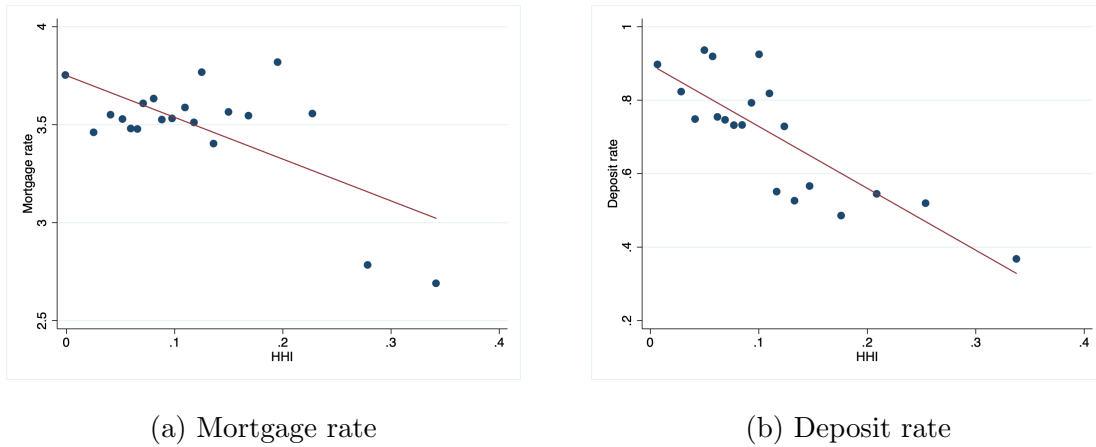 4
3.5
3
2.5
Mortgage rate
0 .1 .2 .3 .4
HHI
(a) Mortgage rate
1
.8
.6
.4
.2
Deposit rate
0 .1 .2 .3 .4
HHI
(b) Deposit rate